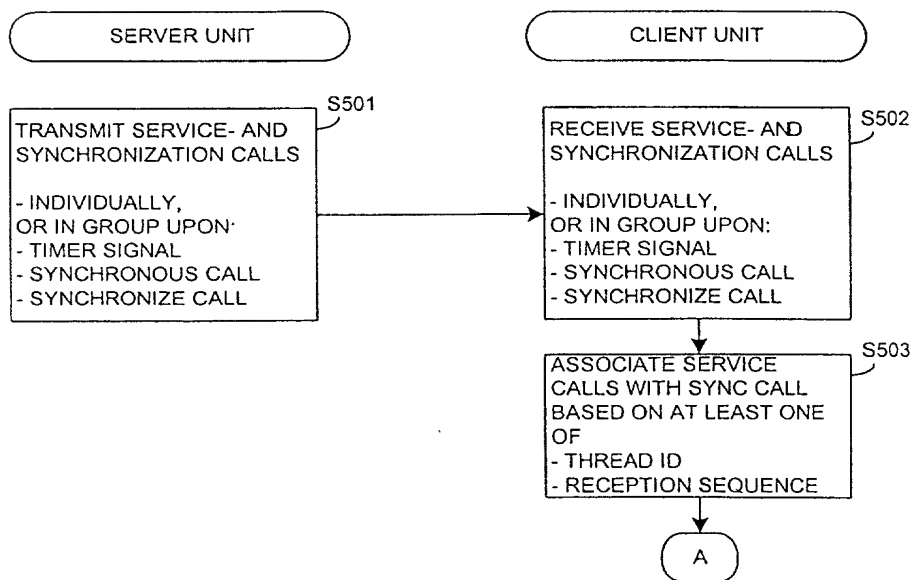 SERVER UNIT
CLIENT UNIT
S501
TRANSMIT SERVICE- AND
SYNCHRONIZATION CALLS
- INDIVIDUALLY,
OR IN GROUP UPON:
- TIMER SIGNAL
- SYNCHRONOUS CALL
- SYNCHRONIZE CALL
S502
RECEIVE SERVICE- AND
SYNCHRONIZATION CALLS
- INDIVIDUALLY,
OR IN GROUP UPON:
- TIMER SIGNAL
- SYNCHRONOUS CALL
- SYNCHRONIZE CALL
S503
ASSOCIATE SERVICE
CALLS WITH SYNC CALL
BASED ON AT LEAST ONE
OF
- THREAD ID
- RECEPTION SEQUENCE
A